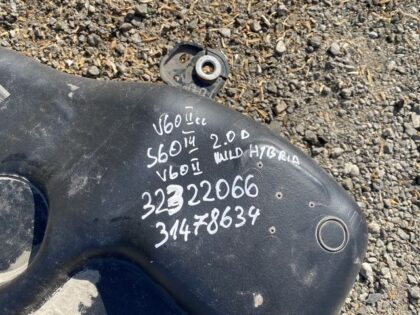 V60 II cc
S60 14 2.0 D
V60 II MILD HYBRID
32322066
31478634